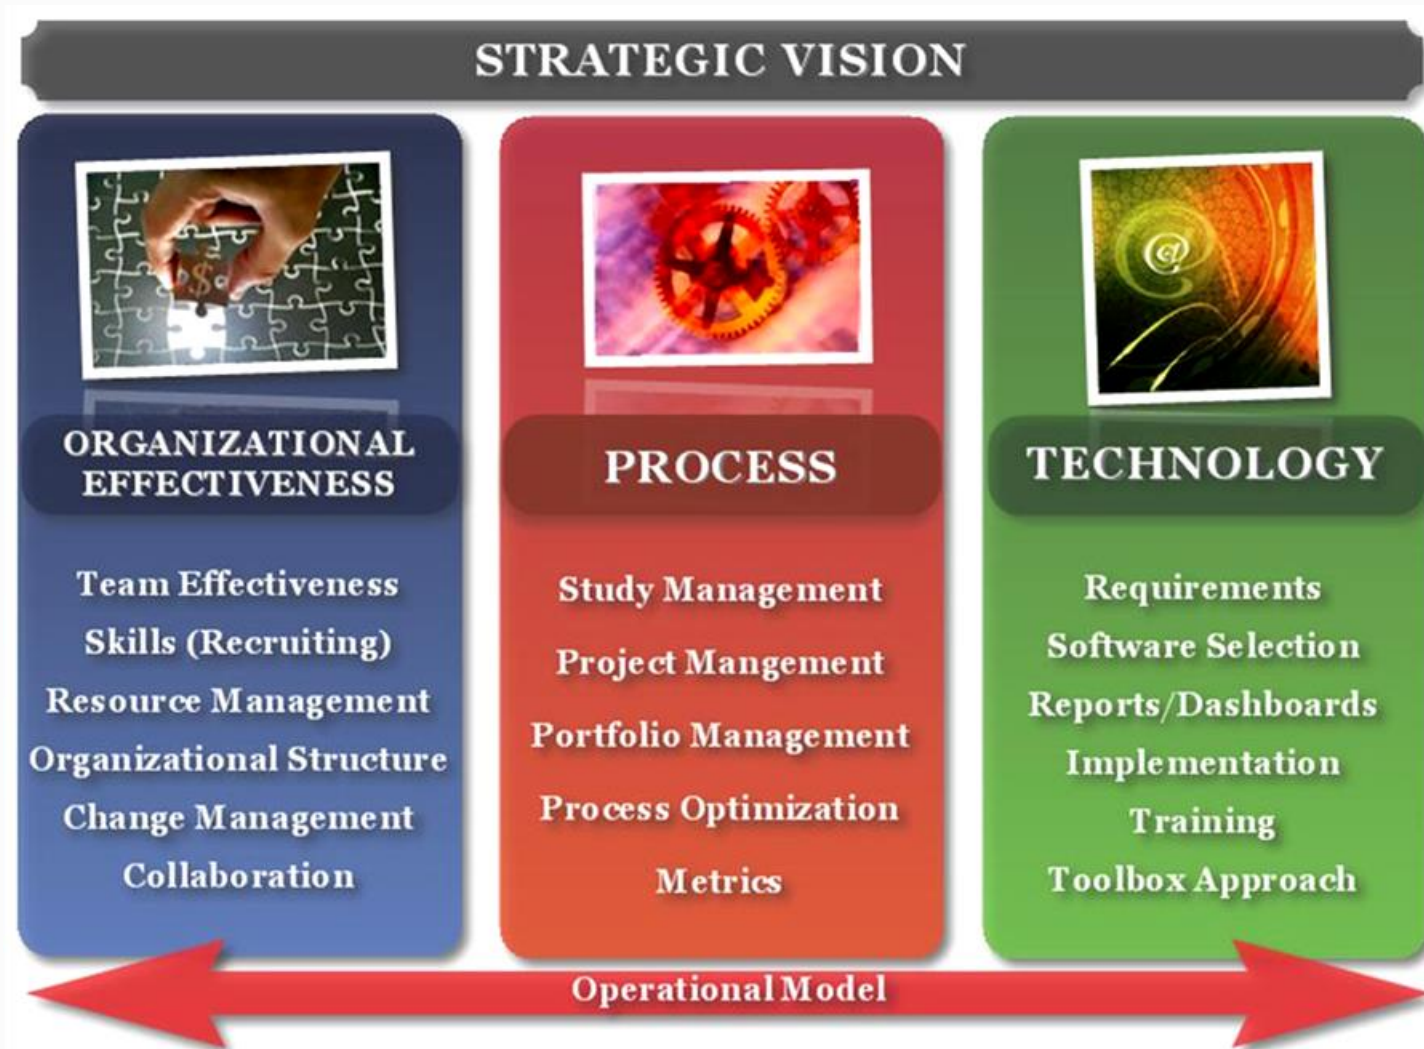 STRATEGIC VISION
ORGANIZATIONAL
EFFECTIVENESS
Team Effectiveness
Skills (Recruiting)
Resource Management
Organizational Structure
Change Management
Collaboration
PROCESS
Study Management
Project Mangement
Portfolio Management
Process Optimization
Metrics
TECHNOLOGY
Requirements
Software Selection
Reports/Dashboards
Implementation
Training
Toolbox Approach
Operational Model